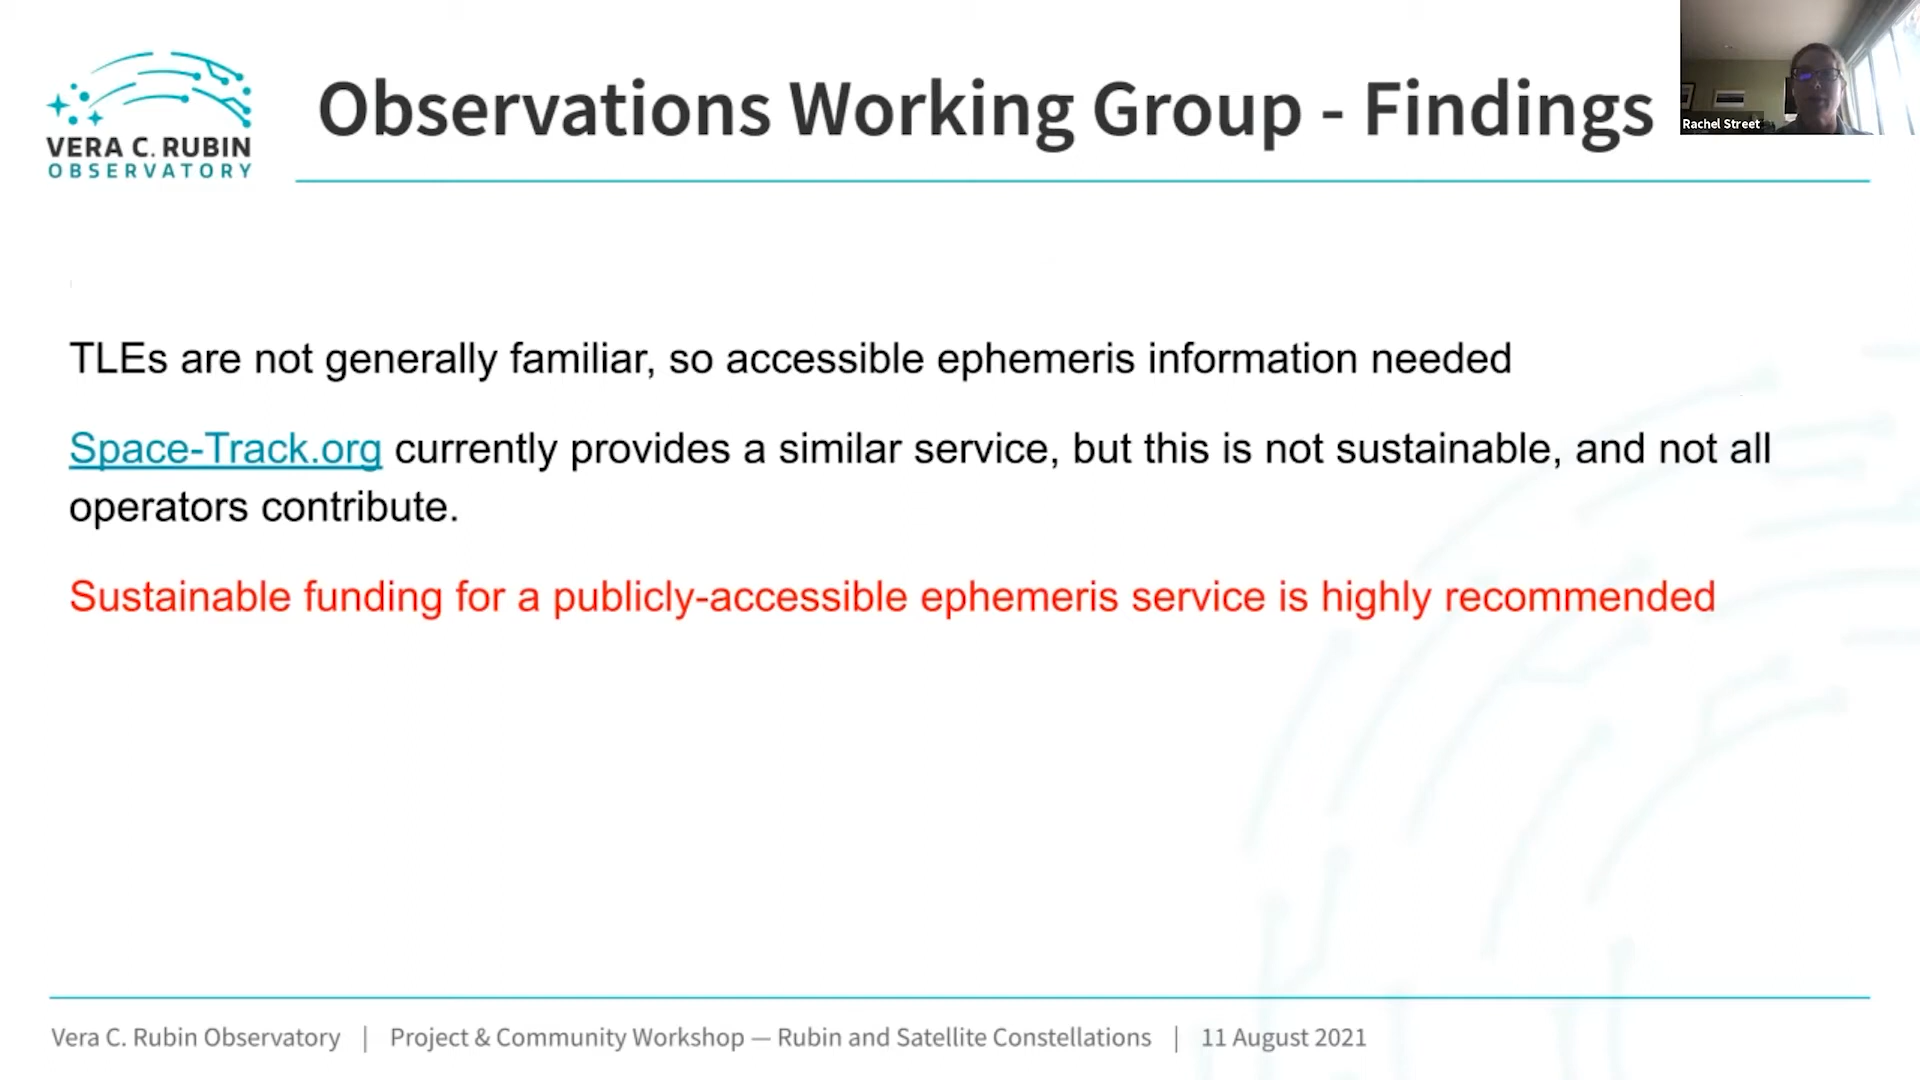 VERA C. RUBIN
OBSERVATORY
Observations Working Group - Findings
Rachel Street
TLEs are not generally familiar, so accessible ephemeris information needed
Space-Track.org currently provides a similar service, but this is not sustainable, and not all
operators contribute.
Sustainable funding for a publicly-accessible ephemeris service is highly recommended
Vera C. Rubin Observatory | Project & Community Workshop — Rubin and Satellite Constellations | 11 August 2021